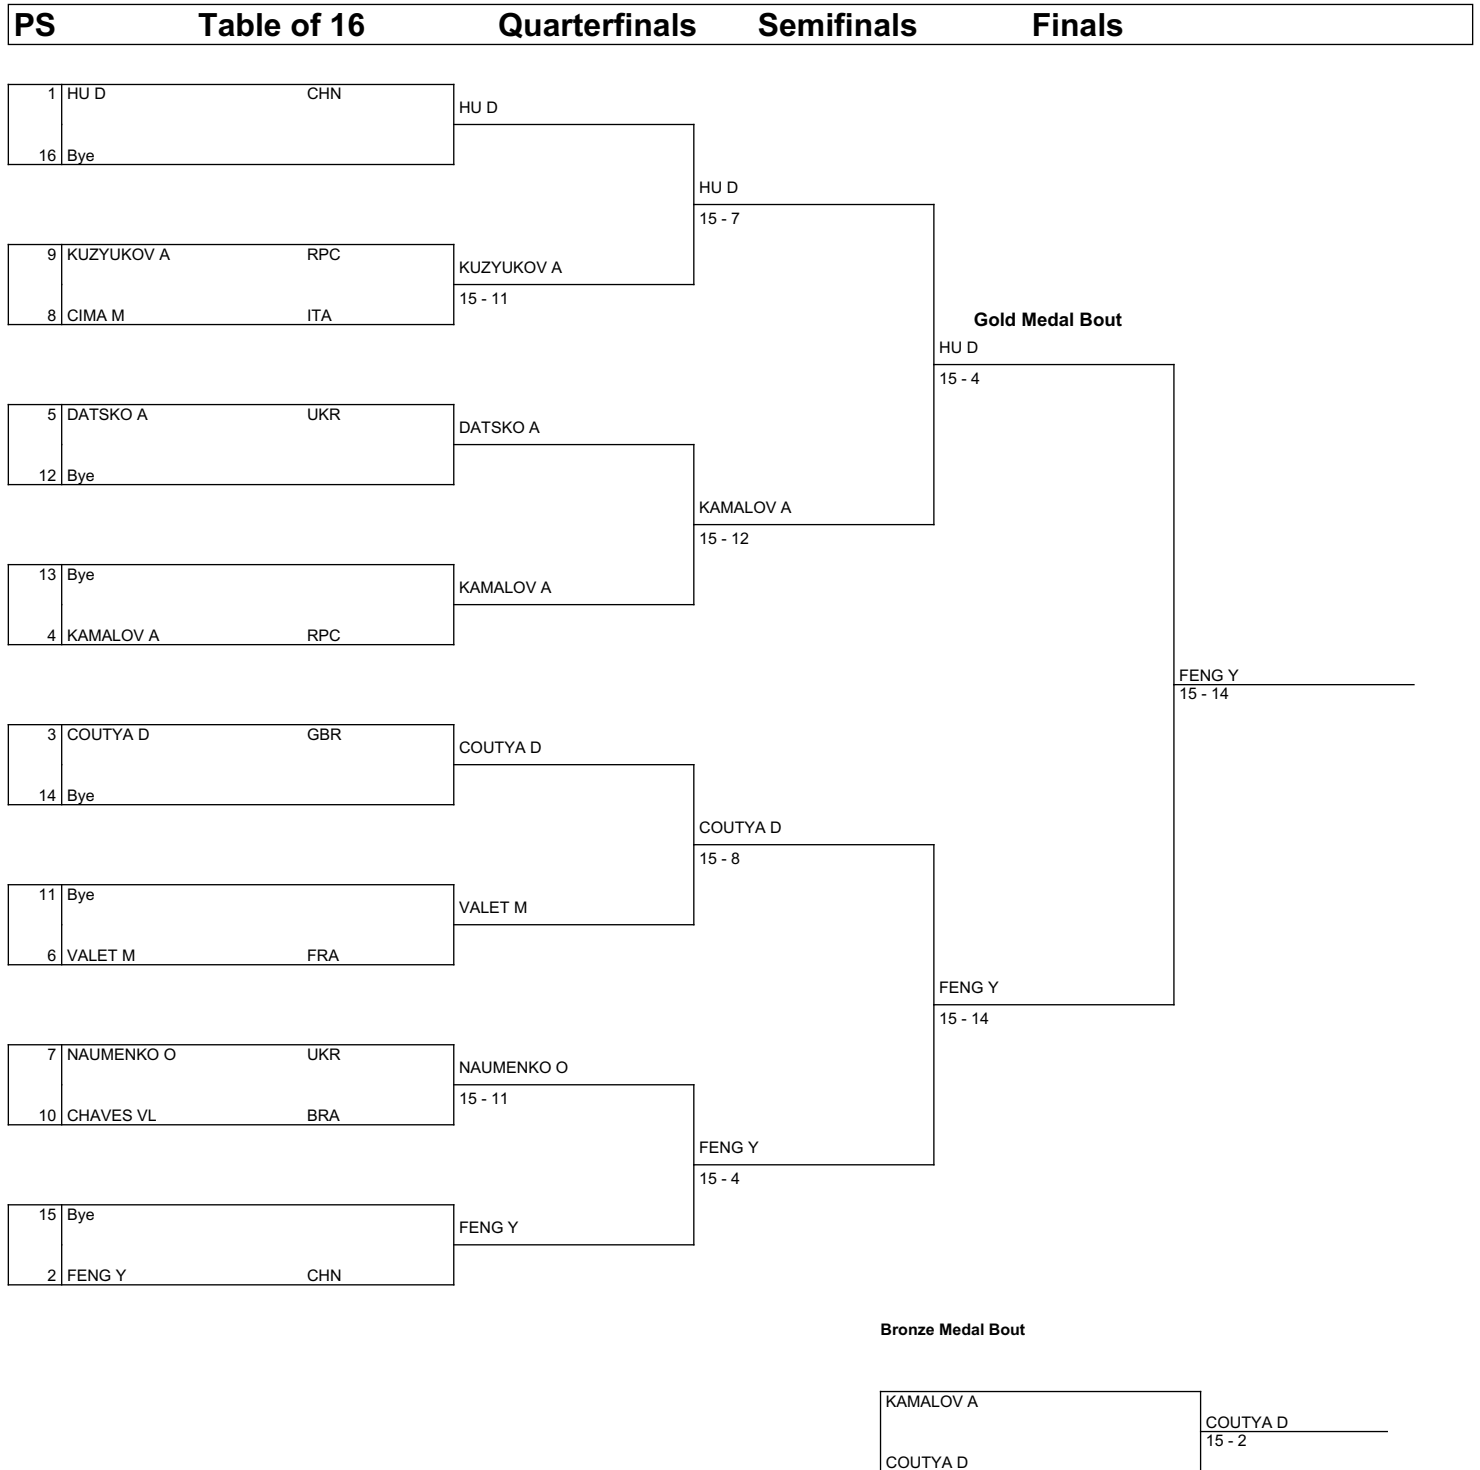 PS Table of 16 Quarterfinals Semifinals Finals
1 HU D CHN
HU D
16 Bye
HU D
15 - 7
9 KUZYUKOV A RPC
KUZYUKOV A
15 - 11
8 CIMA M ITA
Gold Medal Bout
HU D
15 - 4
5 DATSKO A UKR
DATSKO A
12 Bye
KAMALOV A
15 - 12
13 Bye
KAMALOV A
4 KAMALOV A RPC
FENG Y
15 - 14
3 COUTYA D GBR
COUTYA D
14 Bye
COUTYA D
15 - 8
11 Bye
VALET M
6 VALET M FRA
FENG Y
15 - 14
7 NAUMENKO O UKR
NAUMENKO O
15 - 11
10 CHAVES VL BRA
FENG Y
15 - 4
15 Bye
FENG Y
2 FENG Y CHN
Bronze Medal Bout
KAMALOV A
COUTYA D
15 - 2
COUTYA D